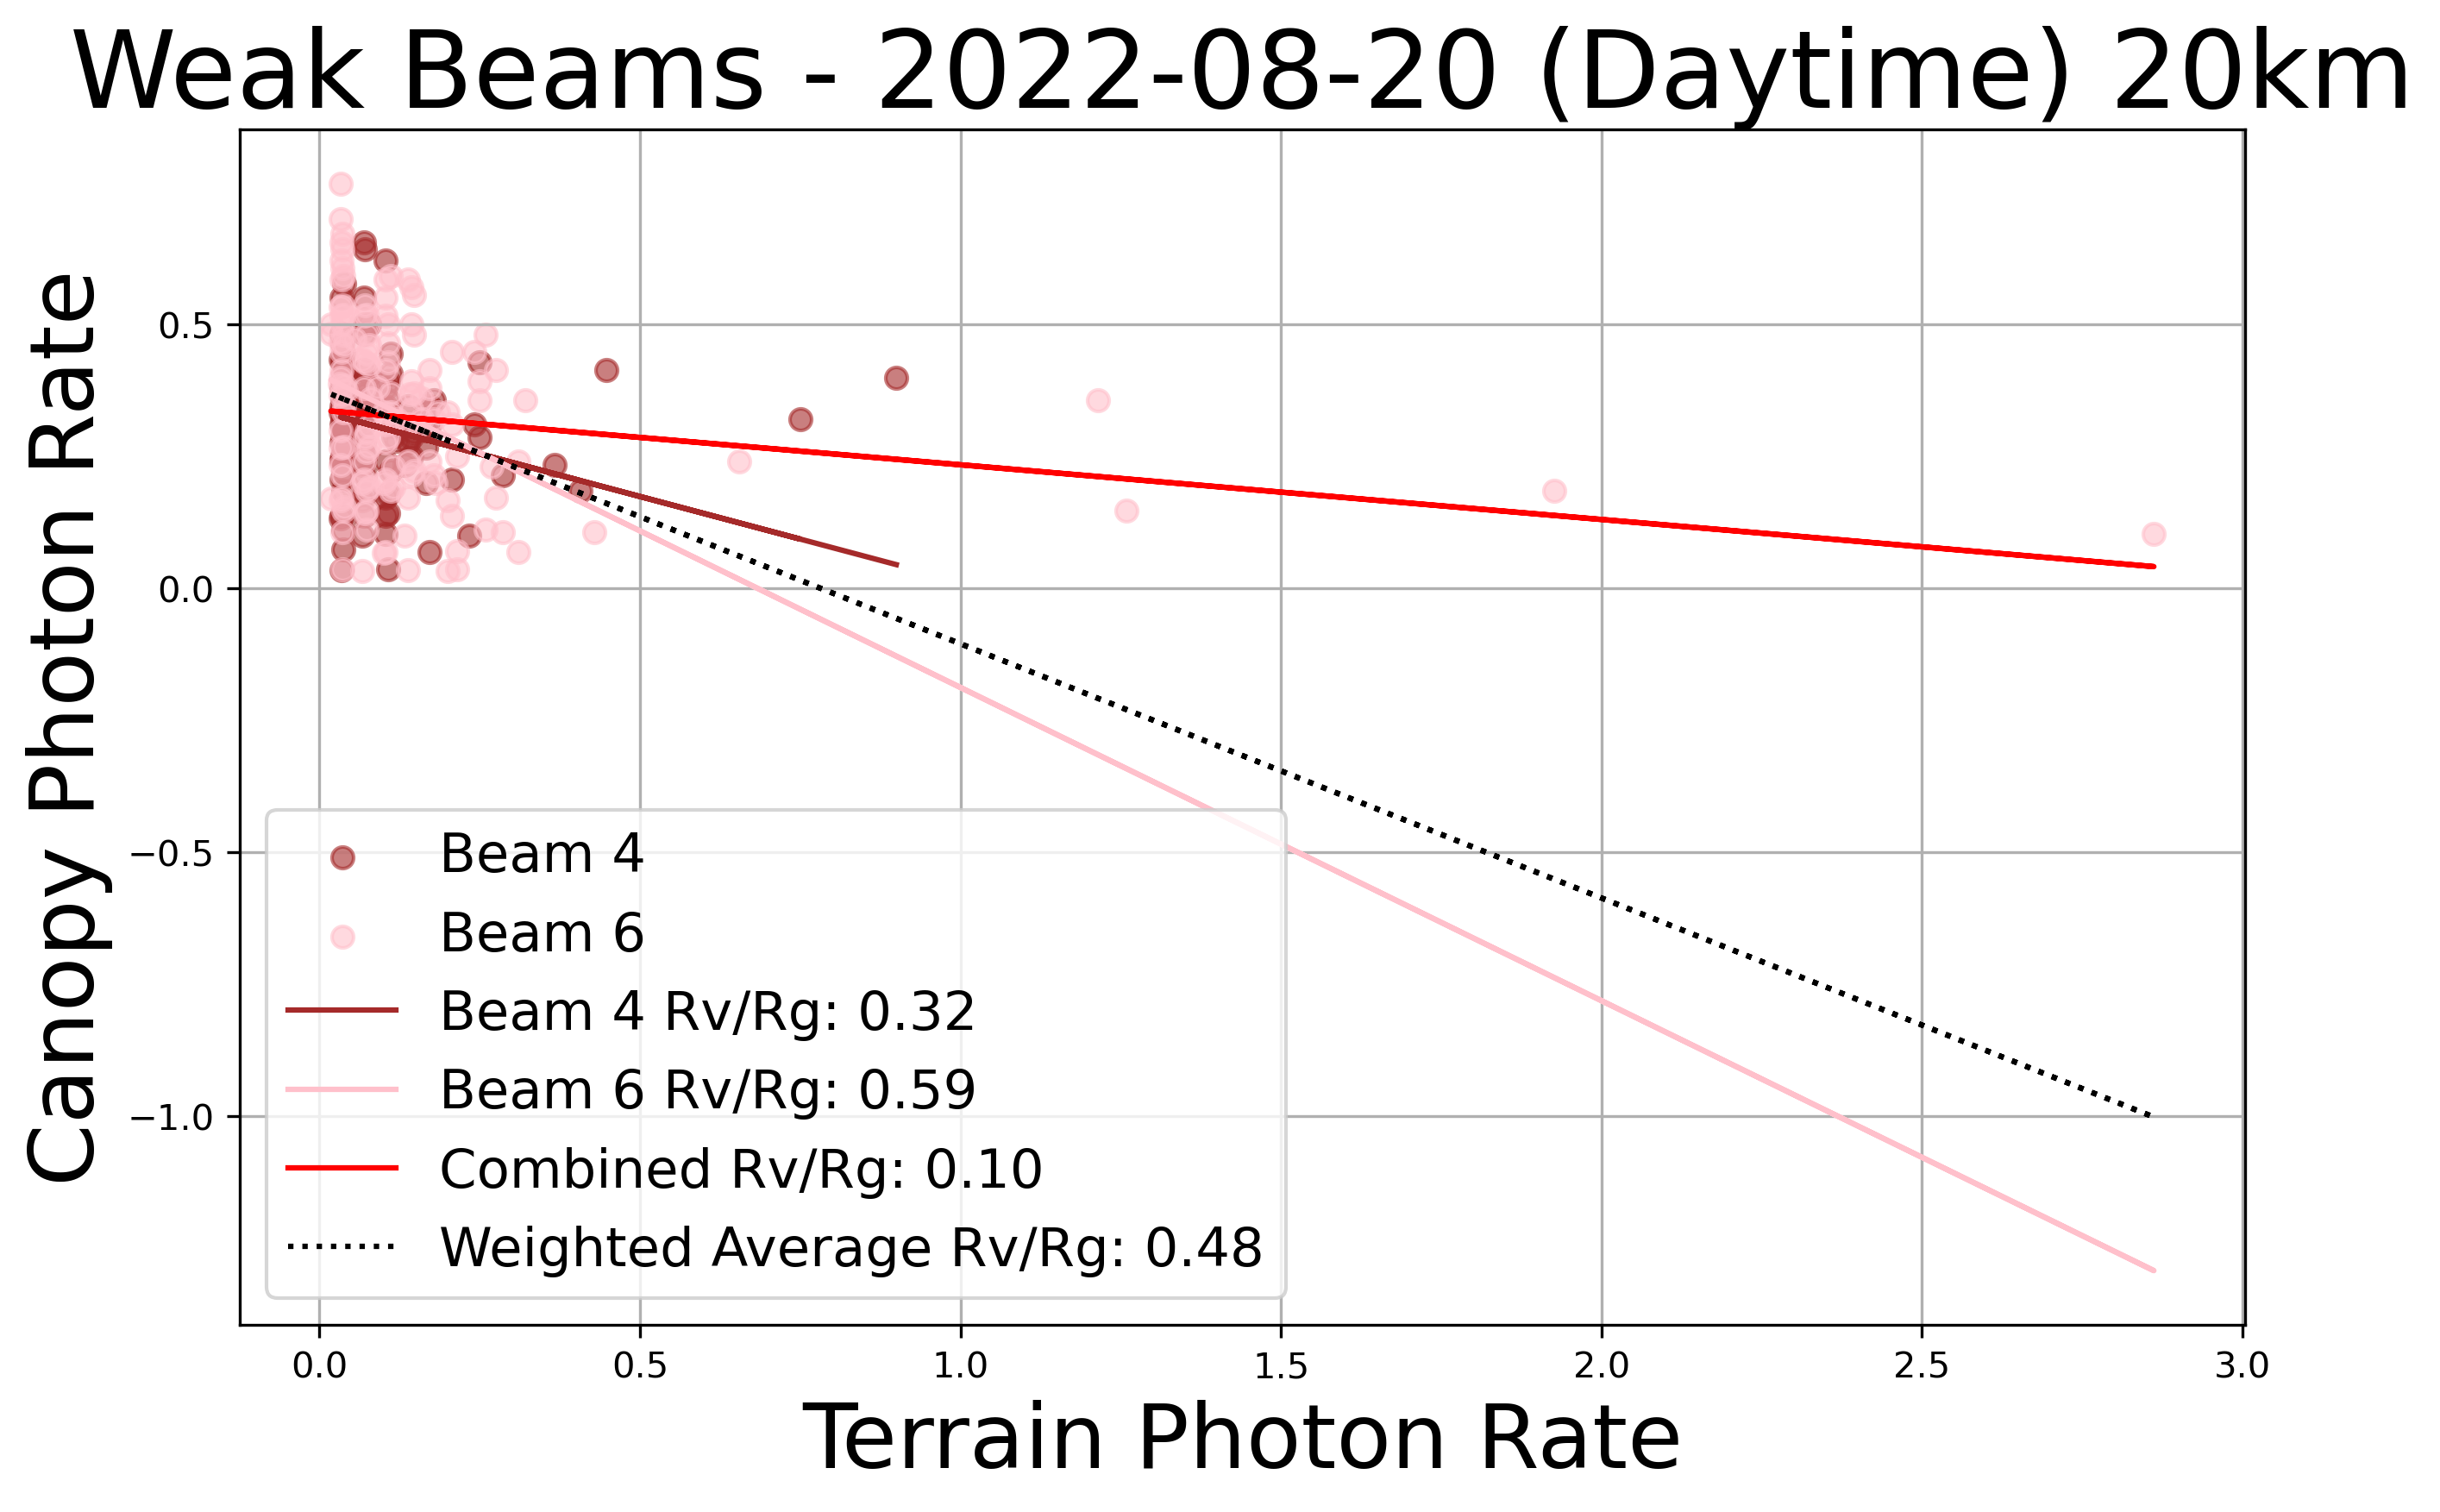 Weak Beams - 2022-08-20 (Daytime) 20km
Canopy Photon Rate
0.5
0.0
−0.5
−1.0
Beam 4
Beam 6
Beam 4 Rv/Rg: 0.32
Beam 6 Rv/Rg: 0.59
Combined Rv/Rg: 0.10
Weighted Average Rv/Rg: 0.48
0.0 0.5 1.0 1.5 2.0 2.5 3.0
Terrain Photon Rate